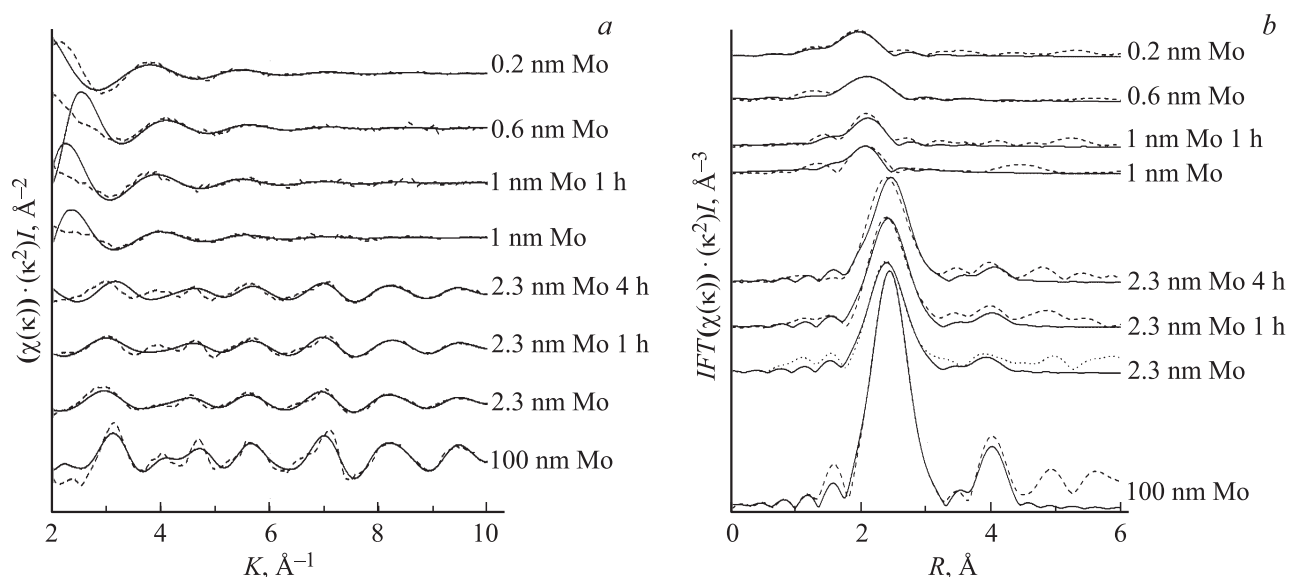 a
(χ(κ)) · (κ²)I, Å–2
0.2 nm Mo
0.6 nm Mo
1 nm Mo 1 h
1 nm Mo
2.3 nm Mo 4 h
2.3 nm Mo 1 h
2.3 nm Mo
100 nm Mo
2 4 6 8 10
K, Å–1
b
IFT(χ(κ)) · (κ²)I, Å–3
0.2 nm Mo
0.6 nm Mo
1 nm Mo 1 h
1 nm Mo
2.3 nm Mo 4 h
2.3 nm Mo 1 h
2.3 nm Mo
100 nm Mo
0 2 4 6
R, Å